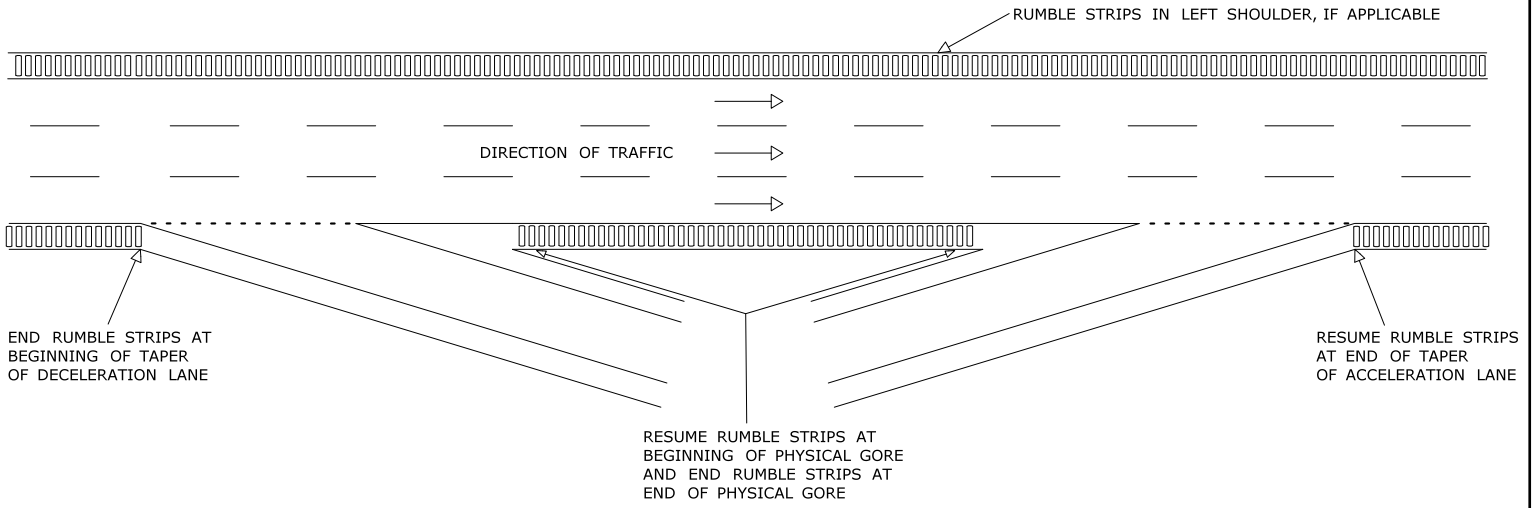 RUMBLE STRIPS IN LEFT SHOULDER, IF APPLICABLE
DIRECTION OF TRAFFIC
END RUMBLE STRIPS AT
BEGINNING OF TAPER
OF DECELERATION LANE
RESUME RUMBLE STRIPS
AT END OF TAPER
OF ACCELERATION LANE
RESUME RUMBLE STRIPS AT
BEGINNING OF PHYSICAL GORE
AND END RUMBLE STRIPS AT
END OF PHYSICAL GORE